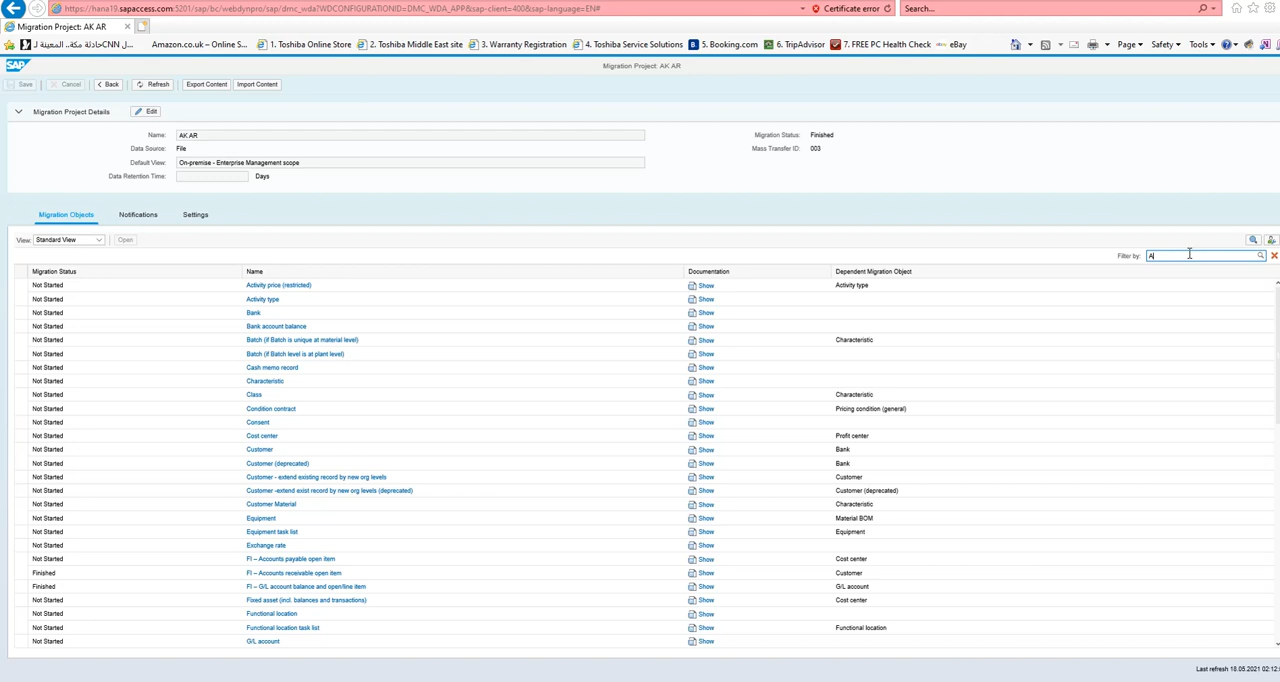 https://hana19.sapaccess.com:5201/sap/bc/webdynpro/sap/dmc_wda?WDCONFIGURATIONID=DMC_WDA_APP&sap-client=400&sap-language=EN# Certificate error Search...
Migration Project: AK AR
حادثة مكة.. المعينة لـ CNNـل ... Amazon.co.uk – Online S... 1. Toshiba Online Store 2. Toshiba Middle East site 3. Warranty Registration 4. Toshiba Service Solutions 5. Booking.com 6. TripAdvisor 7. FREE PC Health Check eBay Page Safety Tools
SAP Migration Project: AK AR
Save Cancel Back Refresh Export Content Import Content
Migration Project Details Edit
Name: AK AR Migration Status: Finished
Data Source: File Mass Transfer ID: 003
Default View: On-premise - Enterprise Management scope
Data Retention Time: Days
Migration Objects Notifications Settings
View: Standard View Open
Filter by: A
Migration Status Name Documentation Dependent Migration Object
Not Started Activity price (restricted) Show Activity type
Not Started Activity type Show
Not Started Bank Show
Not Started Bank account balance Show
Not Started Batch (if Batch is unique at material level) Show Characteristic
Not Started Batch (if Batch level is at plant level) Show
Not Started Cash memo record Show
Not Started Characteristic Show
Not Started Class Show Characteristic
Not Started Condition contract Show Pricing condition (general)
Not Started Consent Show
Not Started Cost center Show Profit center
Not Started Customer Show Bank
Not Started Customer (deprecated) Show Bank
Not Started Customer - extend existing record by new org levels Show Customer
Not Started Customer -extend exist record by new org levels (deprecated) Show Customer (deprecated)
Not Started Customer Material Show Characteristic
Not Started Equipment Show Material BOM
Not Started Equipment task list Show Equipment
Not Started Exchange rate Show
Not Started FI – Accounts payable open item Show Cost center
Finished FI – Accounts receivable open item Show Customer
Finished FI – G/L account balance and open/line item Show G/L account
Not Started Fixed asset (incl. balances and transactions) Show Cost center
Not Started Functional location Show
Not Started Functional location task list Show Functional location
Not Started G/L account Show
Last refresh 18.05.2021 02:12: